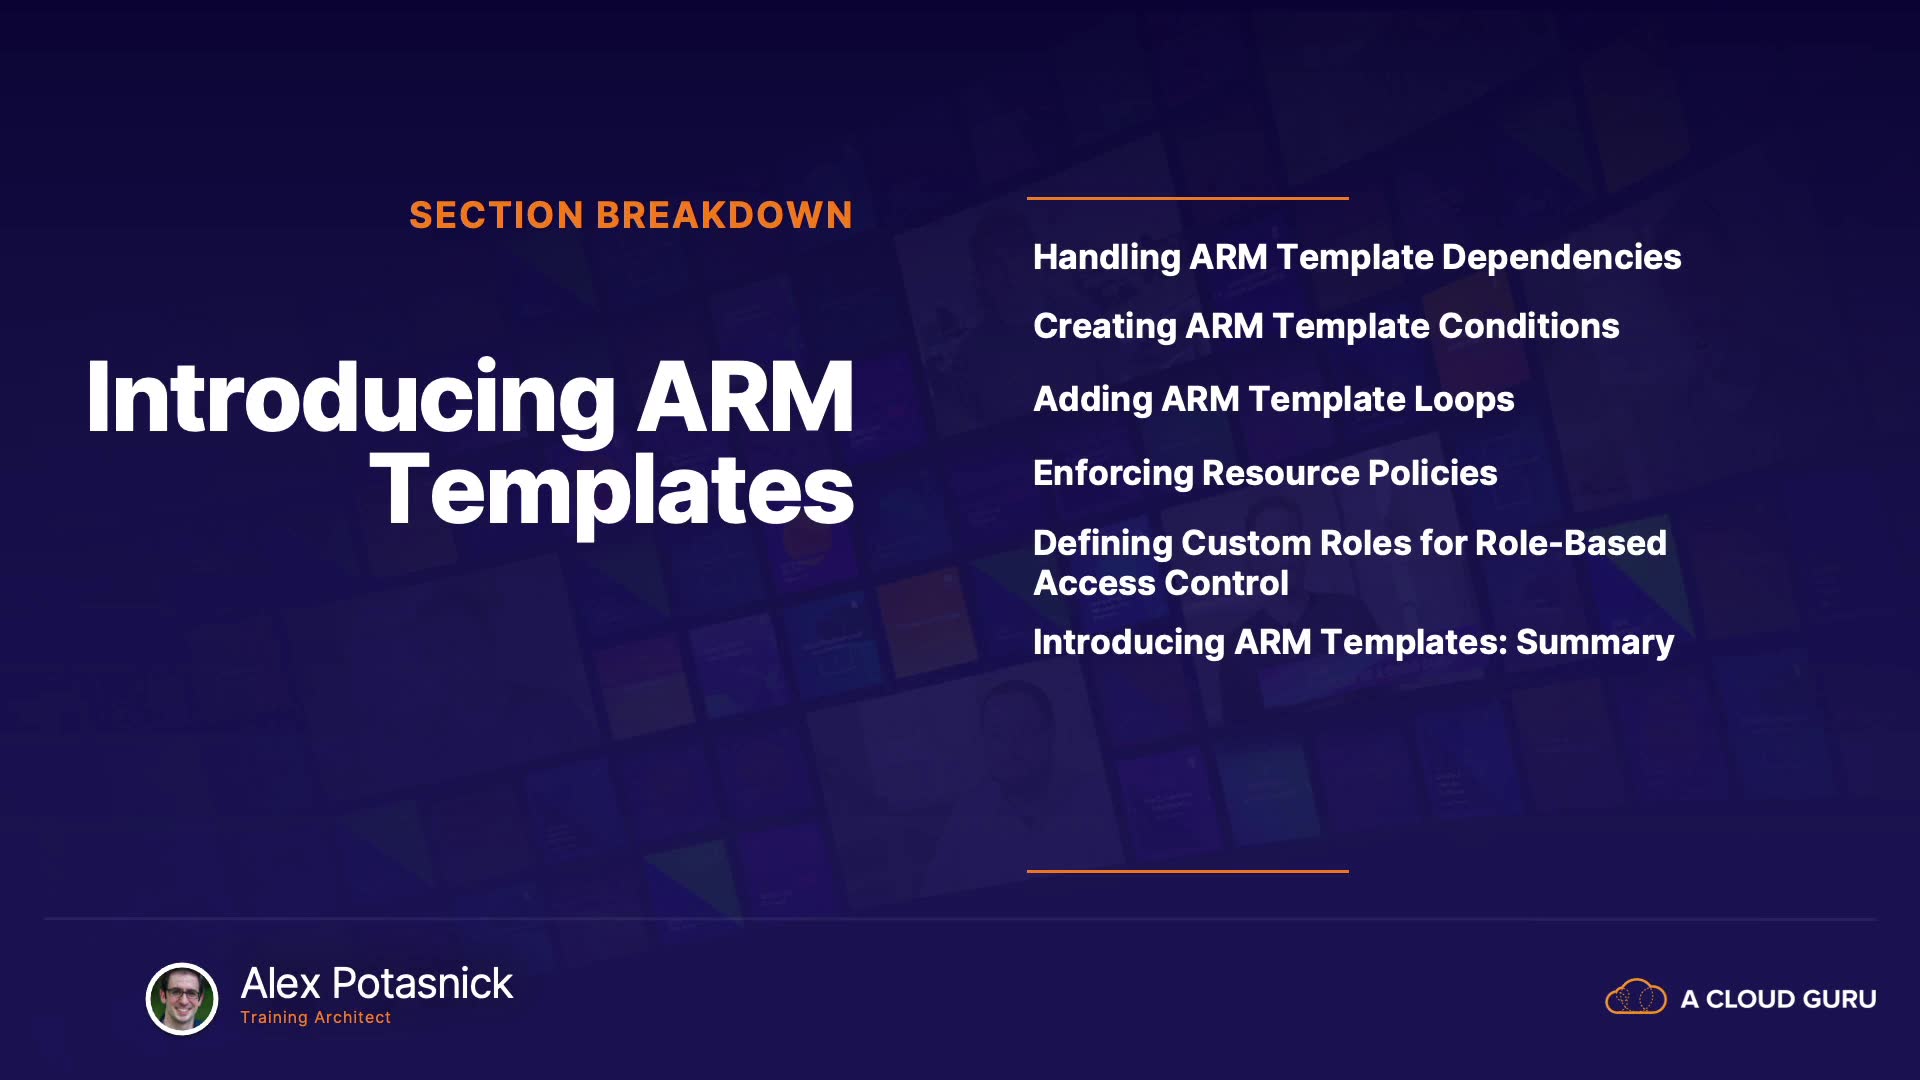 SECTION BREAKDOWN
Introducing ARM
Templates
Handling ARM Template Dependencies
Creating ARM Template Conditions
Adding ARM Template Loops
Enforcing Resource Policies
Defining Custom Roles for Role-Based
Access Control
Introducing ARM Templates: Summary
Alex Potasnick
Training Architect
A CLOUD GURU